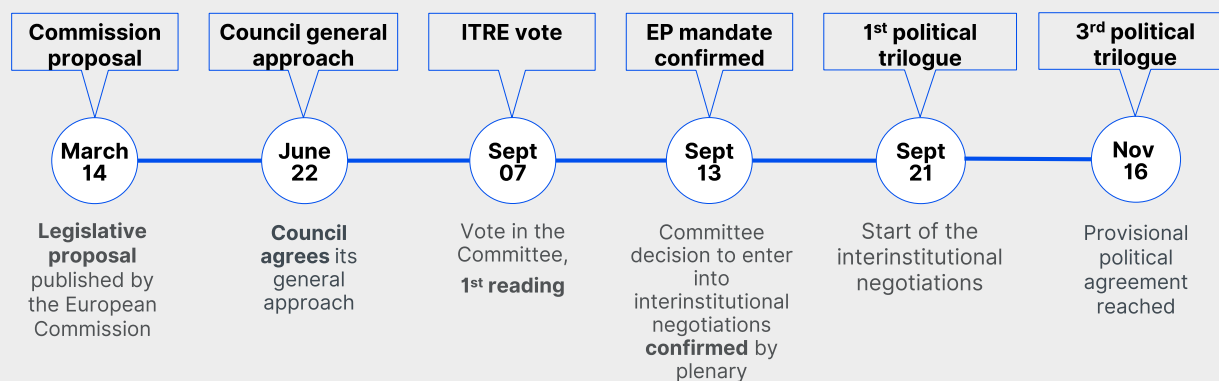 Commission
proposal
Council general
approach
ITRE vote
EP mandate
confirmed
1st political
trilogue
3rd political
trilogue
March
14
June
22
Sept
07
Sept
13
Sept
21
Nov
16
Legislative
proposal
published by
the European
Commission
Council
agrees its
general
approach
Vote in the
Committee,
1st reading
Committee
decision to enter
into
interinstitutional
negotiations
confirmed by
plenary
Start of the
interinstitutional
negotiations
Provisional
political
agreement
reached